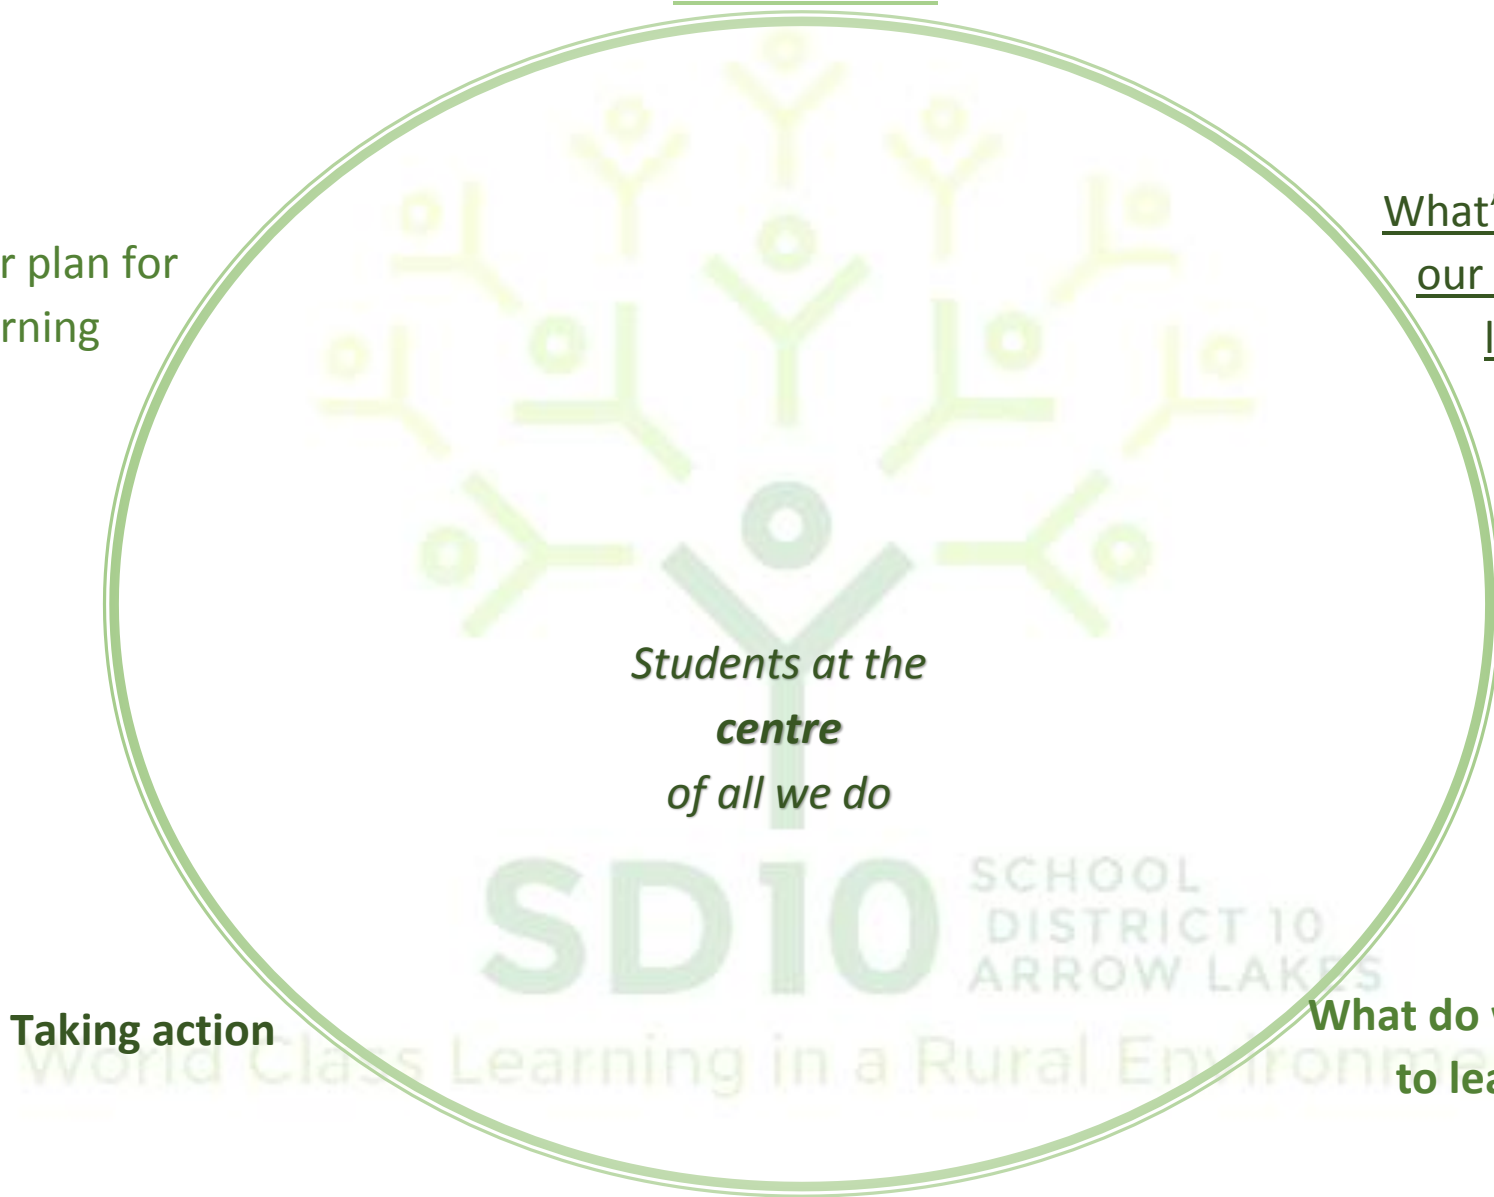 What'
our
r plan for
rning
l
Students at the
centre
of all we do
SD10
SCHOOL
DISTRICT 10
ARROW LAKES
Taking action
What do w
World Class Learning in a Rural Environme
to lea